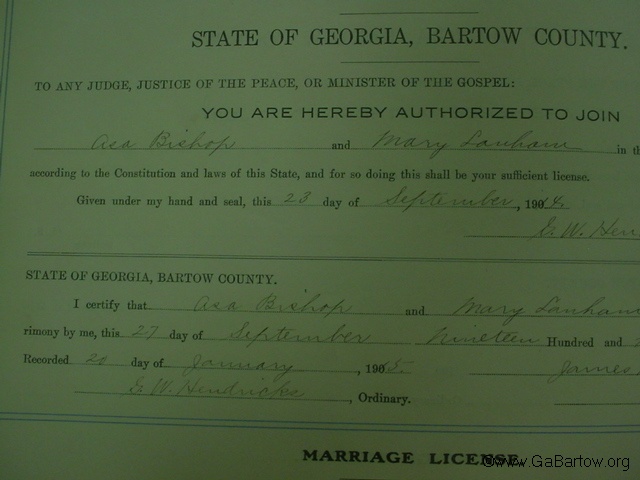 STATE OF GEORGIA, BARTOW COUNTY.
TO ANY JUDGE, JUSTICE OF THE PEACE, OR MINISTER OF THE GOSPEL:
YOU ARE HEREBY AUTHORIZED TO JOIN
Asa Bishop and Mary Lanham in th
according to the Constitution and laws of this State, and for so doing this shall be your sufficient license.
Given under my hand and seal, this 23 day of September, 1904.
G. W. Hen
STATE OF GEORGIA, BARTOW COUNTY.
I certify that Asa Bishop and Mary Lanham
rimony by me, this 27 day of September Nineteen Hundred and
Recorded 20 day of January, 1905. James
G. W. Hendricks, Ordinary.
MARRIAGE LICENSE.
©www.GaBartow.org